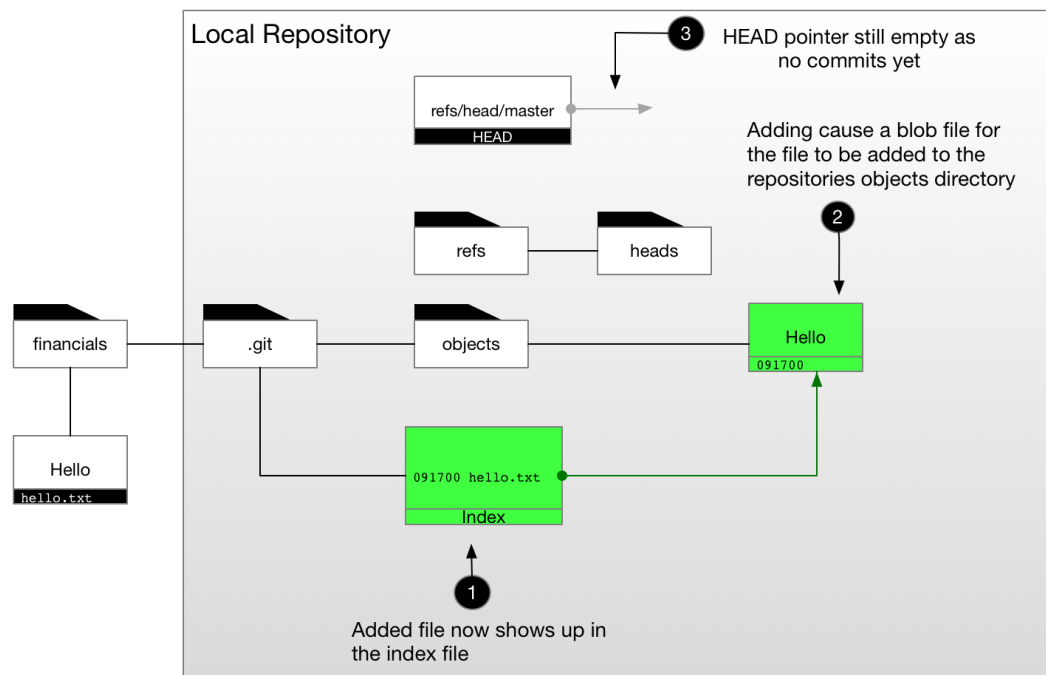 Local Repository
3
HEAD pointer still empty as
no commits yet
refs/head/master
HEAD
Adding cause a blob file for
the file to be added to the
repositories objects directory
2
refs
heads
financials
.git
objects
Hello
091700
Hello
hello.txt
091700 hello.txt
Index
1
Added file now shows up in
the index file